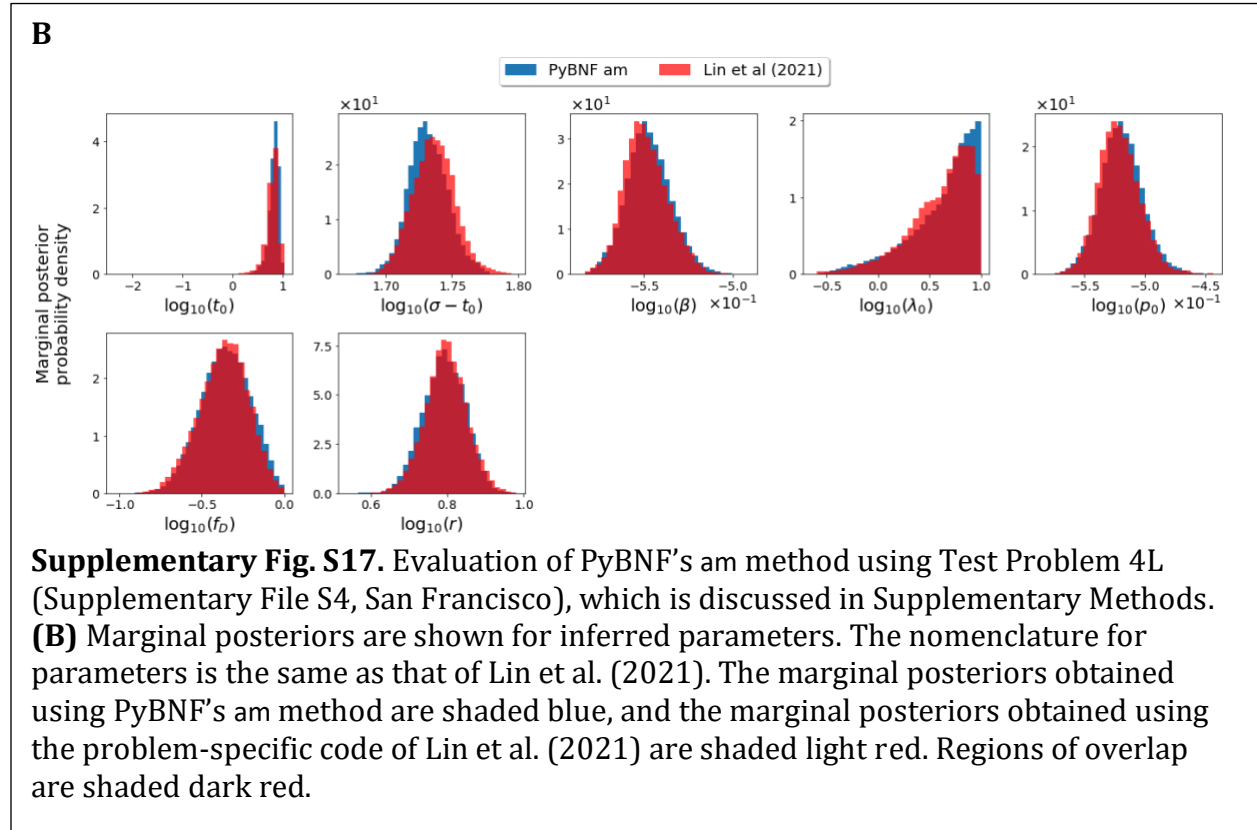 B
PyBNF am
Lin et al (2021)
Marginal posterior
probability density
4
2
0
−2
−1
0
1
log₁₀(t₀)
×10¹
2
1
0
1.70
1.75
1.80
log₁₀(σ − t₀)
×10¹
3
2
1
0
−5.5
−5.0
×10⁻¹
log₁₀(β)
2
1
0
−0.5
0.0
0.5
1.0
log₁₀(λ₀)
×10¹
2
1
0
−5.5
−5.0
−4.5
×10⁻¹
log₁₀(p₀)
2
1
0
−1.0
−0.5
0.0
log₁₀(f_D)
7.5
5.0
2.5
0.0
0.6
0.8
1.0
log₁₀(r)
Supplementary Fig. S17. Evaluation of PyBNF’s am method using Test Problem 4L
(Supplementary File S4, San Francisco), which is discussed in Supplementary Methods.
(B) Marginal posteriors are shown for inferred parameters. The nomenclature for
parameters is the same as that of Lin et al. (2021). The marginal posteriors obtained
using PyBNF’s am method are shaded blue, and the marginal posteriors obtained using
the problem-specific code of Lin et al. (2021) are shaded light red. Regions of overlap
are shaded dark red.